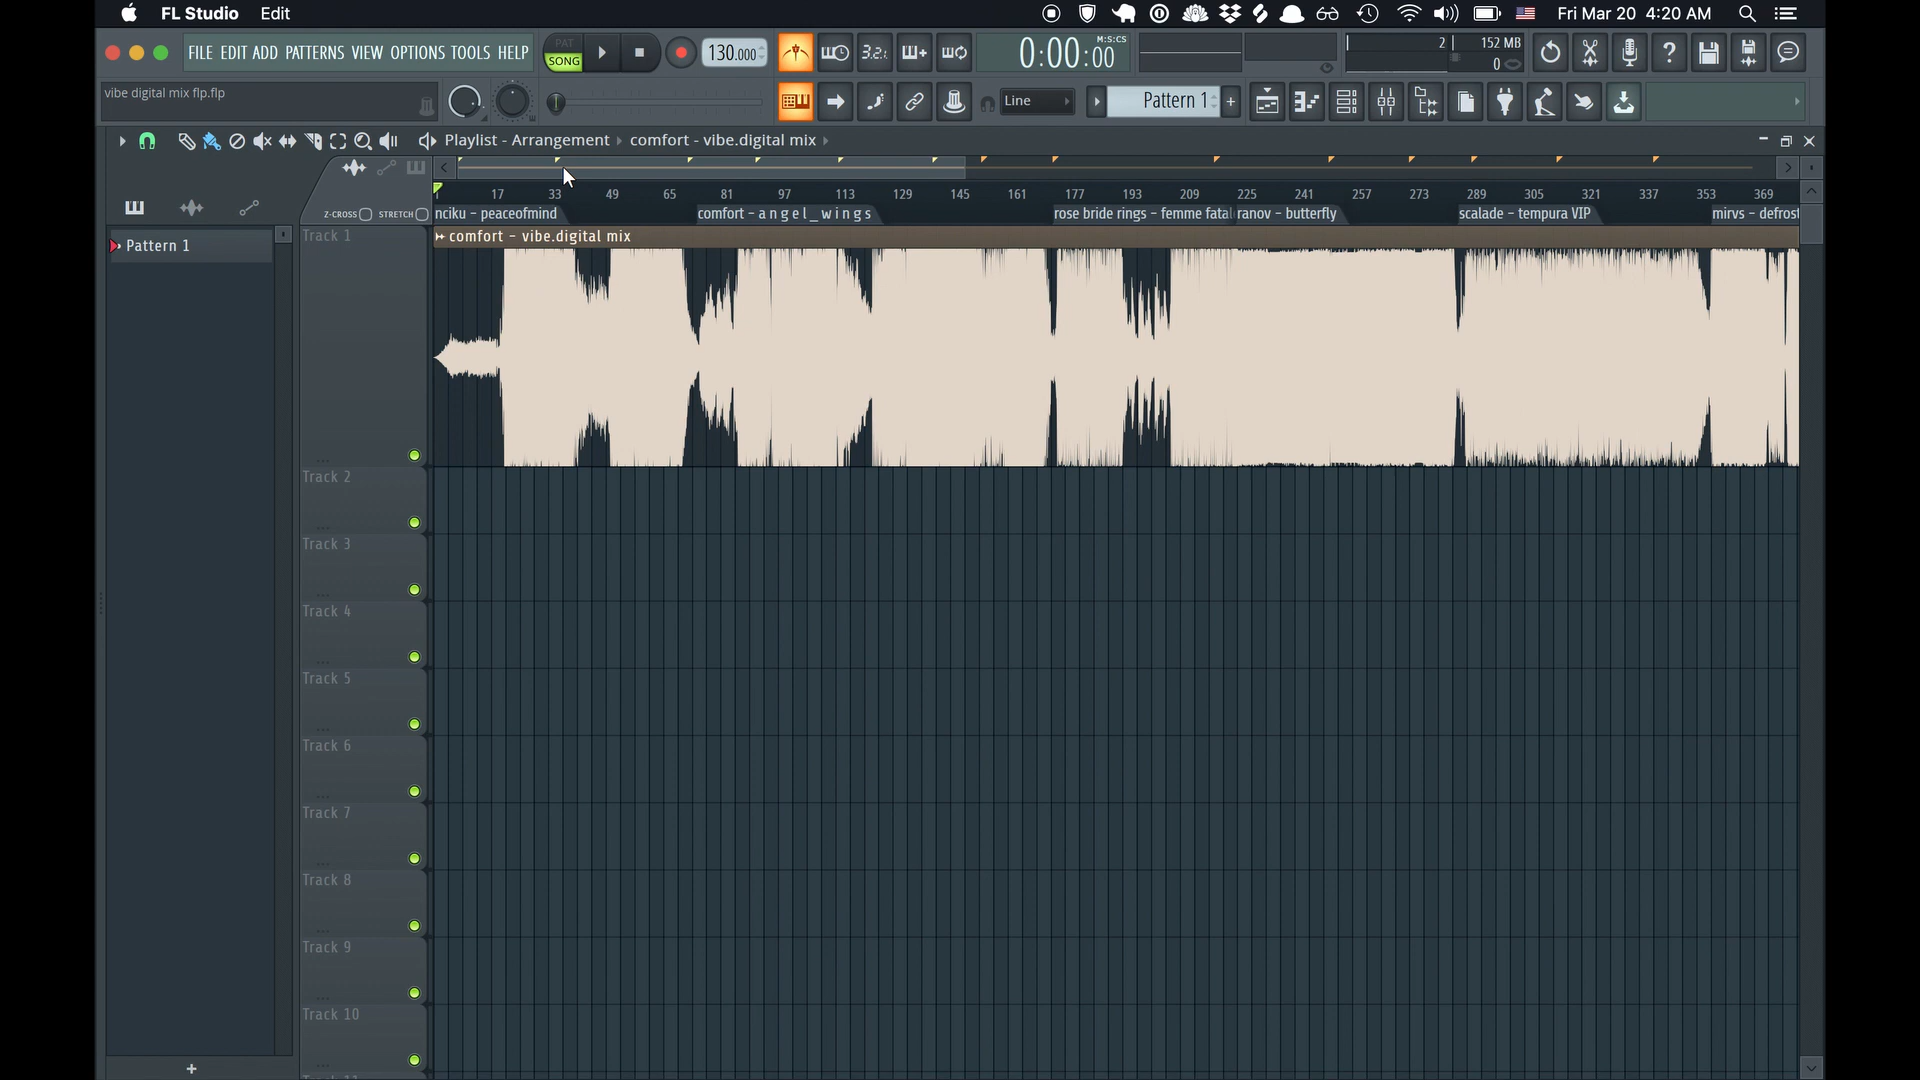 FL Studio Edit Fri Mar 20 4:20 AM
FILE EDIT ADD PATTERNS VIEW OPTIONS TOOLS HELP
PAT
SONG
130.000
3.2.
0:00:00
M:S:CS
2
152 MB
0
vibe digital mix flp.flp
Line
Pattern 1
+
Playlist - Arrangement comfort - vibe.digital mix
1 17 33 49 65 81 97 113 129 145 161 177 193 209 225 241 257 273 289 305 321 337 353 369
Z-CROSS STRETCH
nciku - peaceofmind comfort - a n g e l _ w i n g s rose bride rings - femme fatal ranov - butterfly scalade - tempura VIP mirvs - defrost
Pattern 1
Track 1
comfort - vibe.digital mix
Track 2
Track 3
Track 4
Track 5
Track 6
Track 7
Track 8
Track 9
Track 10
+